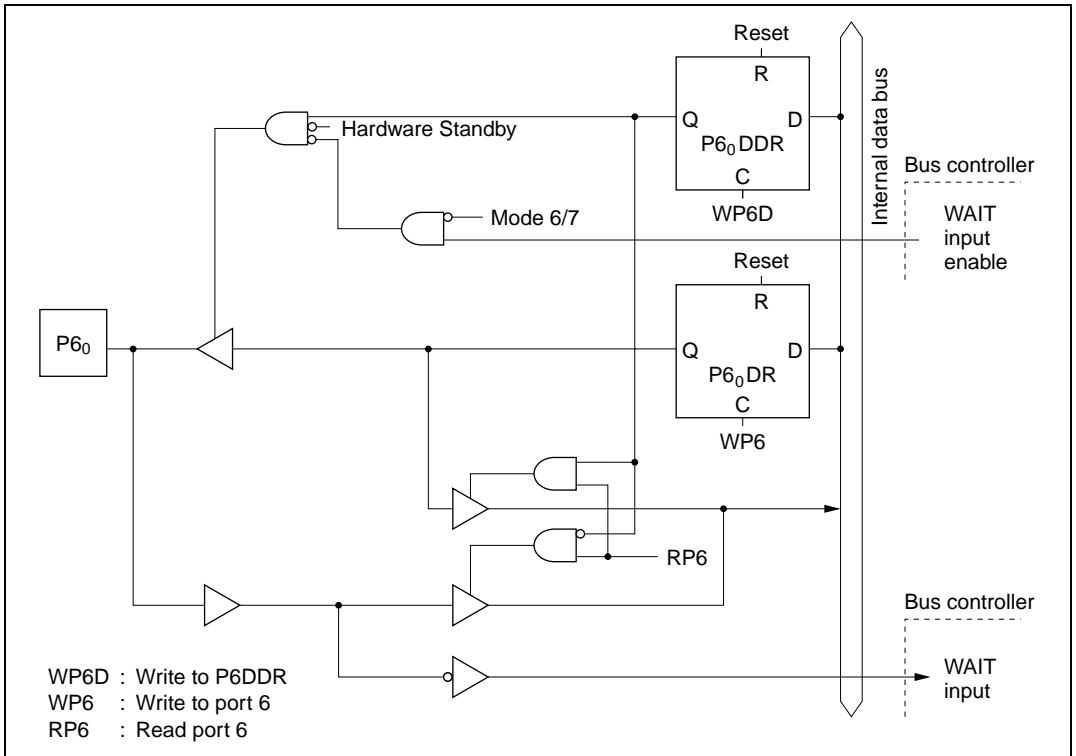 Reset
R
Hardware Standby
Q
D
P6₀DDR
C
WP6D
Internal data bus
Bus controller
Mode 6/7
WAIT
input
enable
Reset
R
P6₀
Q
D
P6₀DR
C
WP6
RP6
Bus controller
WAIT
input
WP6D : Write to P6DDR
WP6 : Write to port 6
RP6 : Read port 6